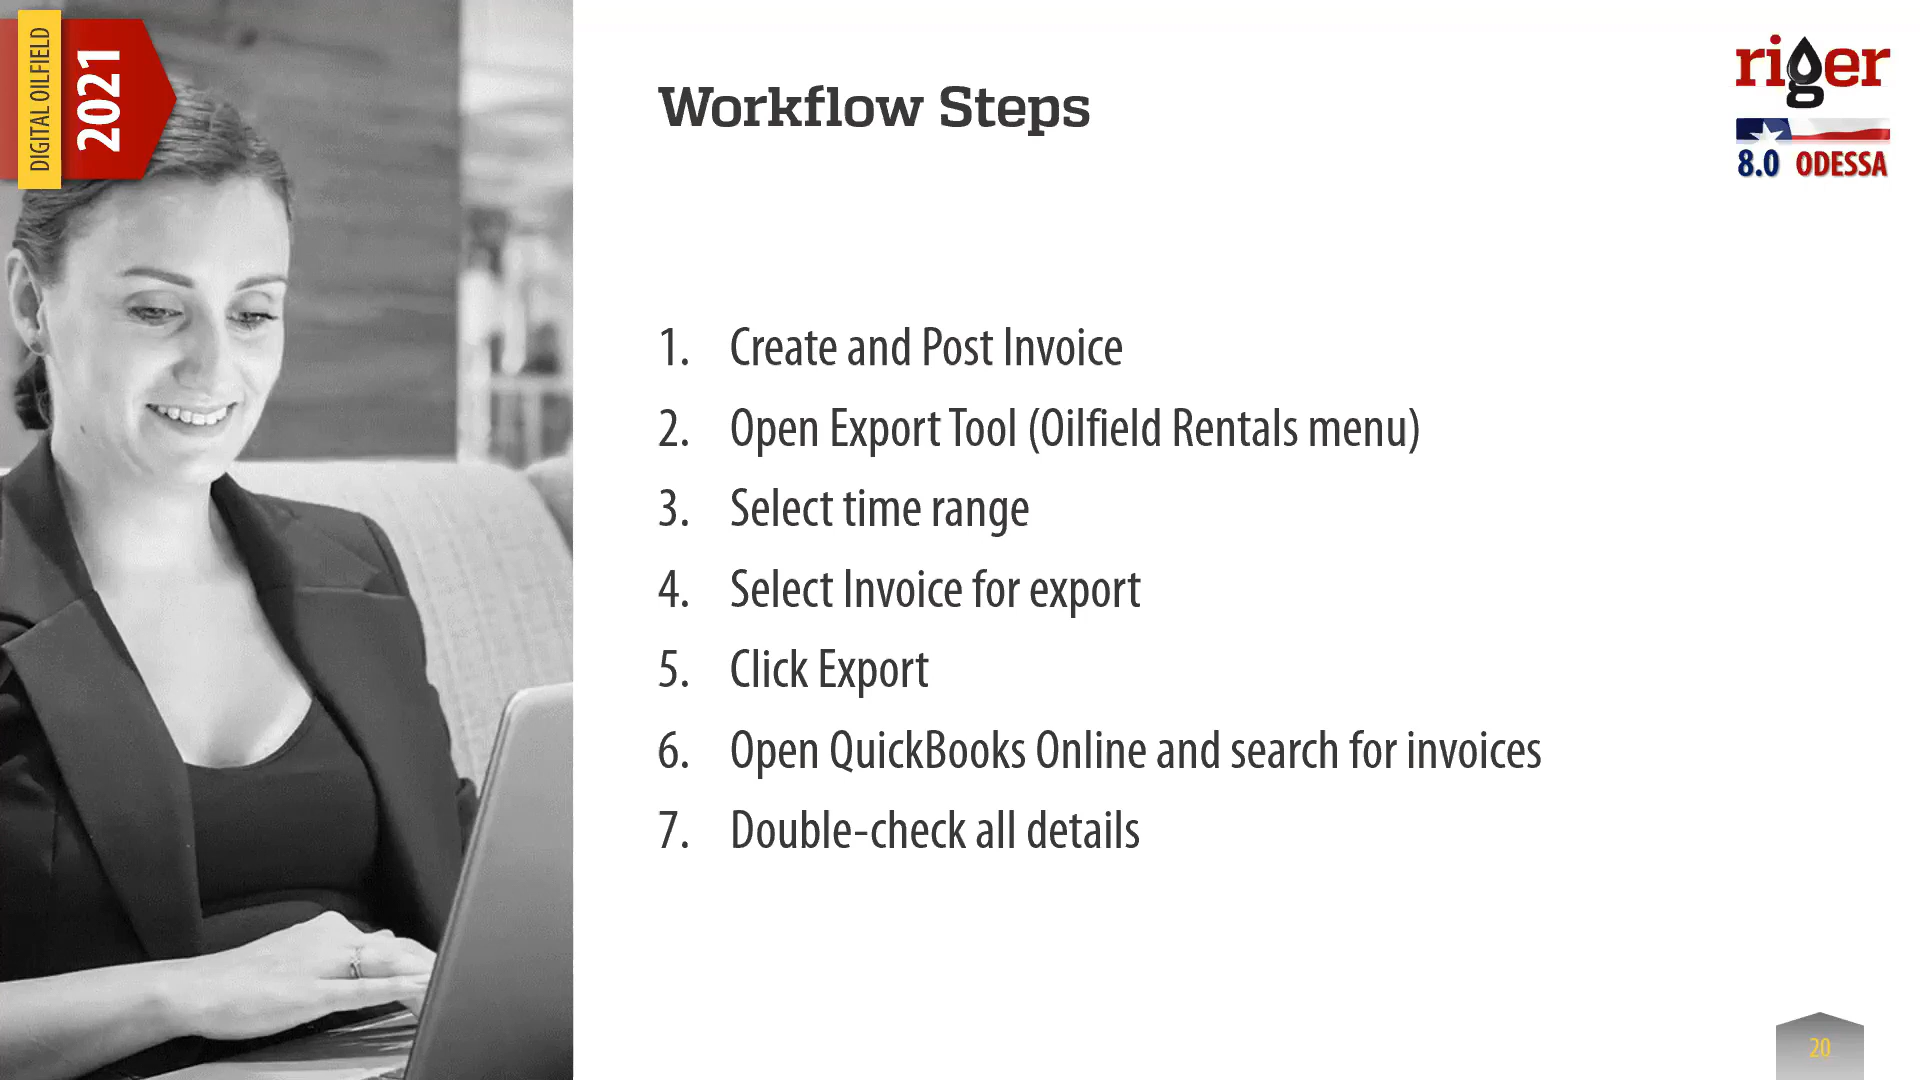 DIGITAL OILFIELD
2021
Workflow Steps
riger
8.0 ODESSA
1. Create and Post Invoice
2. Open Export Tool (Oilfield Rentals menu)
3. Select time range
4. Select Invoice for export
5. Click Export
6. Open QuickBooks Online and search for invoices
7. Double-check all details
20